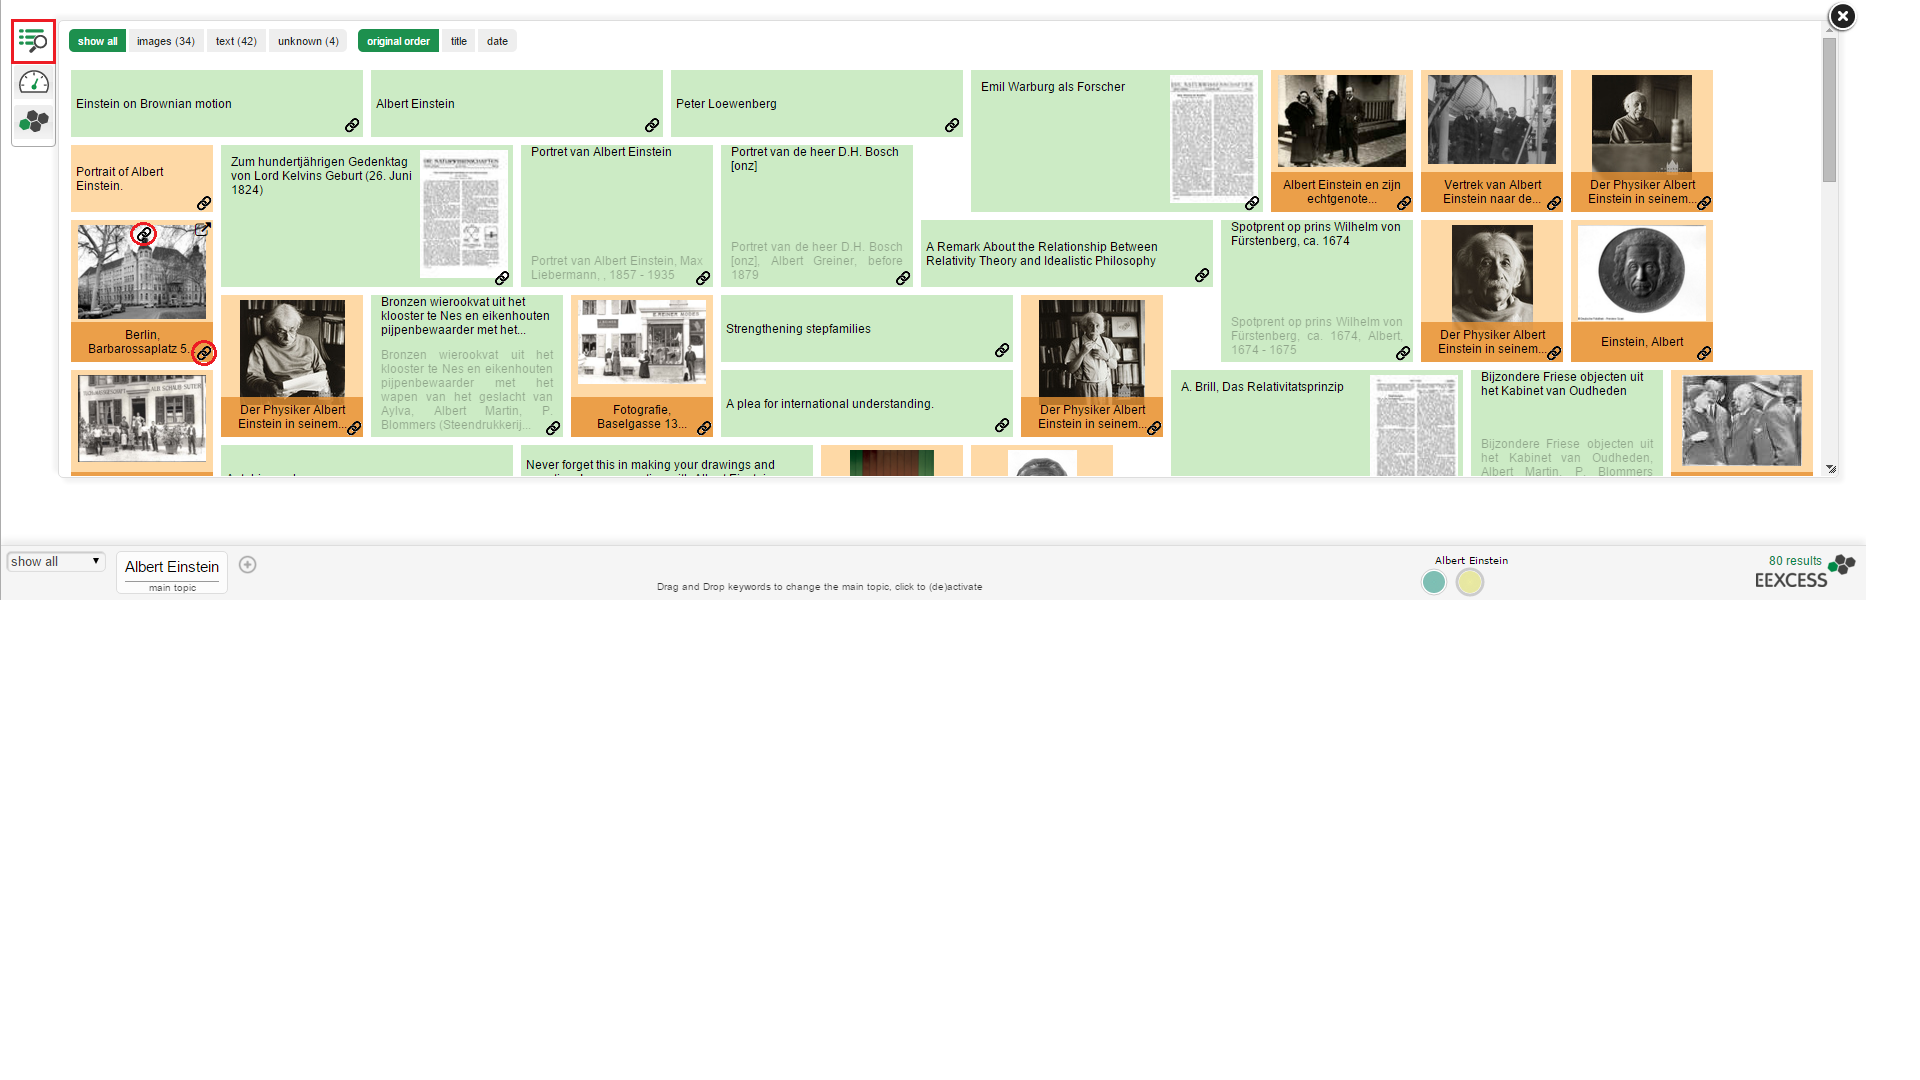 show all
images (34)
text (42)
unknown (4)
original order
title
date
Einstein on Brownian motion
Albert Einstein
Peter Loewenberg
Emil Warburg als Forscher
Albert Einstein en zijn
echtgenote...
Vertrek van Albert
Einstein naar de...
Der Physiker Albert
Einstein in seinem...
Portrait of Albert
Einstein.
Zum hundertjährigen Gedenktag
von Lord Kelvins Geburt (26. Juni
1824)
DIE NATURWISSENSCHAFTEN
Portret van Albert Einstein
Portret van Albert Einstein, Max
Liebermann, , 1857 - 1935
Portret van de heer D.H. Bosch
[onz]
Portret van de heer D.H. Bosch
[onz], Albert Greiner, before
1879
A Remark About the Relationship Between
Relativity Theory and Idealistic Philosophy
Spotprent op prins Wilhelm von
Fürstenberg, ca. 1674
Spotprent op prins Wilhelm von
Fürstenberg, ca. 1674, Albert,
1674 - 1675
Der Physiker Albert
Einstein in seinem...
Einstein, Albert
Berlin,
Barbarossaplatz 5...
Der Physiker Albert
Einstein in seinem...
Bronzen wierookvat uit het
klooster te Nes en eikenhouten
pijpenbewaarder met het...
Bronzen wierookvat uit het
klooster te Nes en eikenhouten
pijpenbewaarder met het
wapen van het geslacht van
Aylva, Albert Martin, P.
Blommers (Steendrukkerij...
Fotografie,
Baselgasse 13...
Strengthening stepfamilies
A plea for international understanding.
Der Physiker Albert
Einstein in seinem...
A. Brill, Das Relativitatsprinzip
Bijzondere Friese objecten uit
het Kabinet van Oudheden
Bijzondere Friese objecten uit
het Kabinet van Oudheden,
Albert Martin, P. Blommers
Never forget this in making your drawings and
show all
Albert Einstein
main topic
Drag and Drop keywords to change the main topic, click to (de)activate
Albert Einstein
80 results
EEXCESS